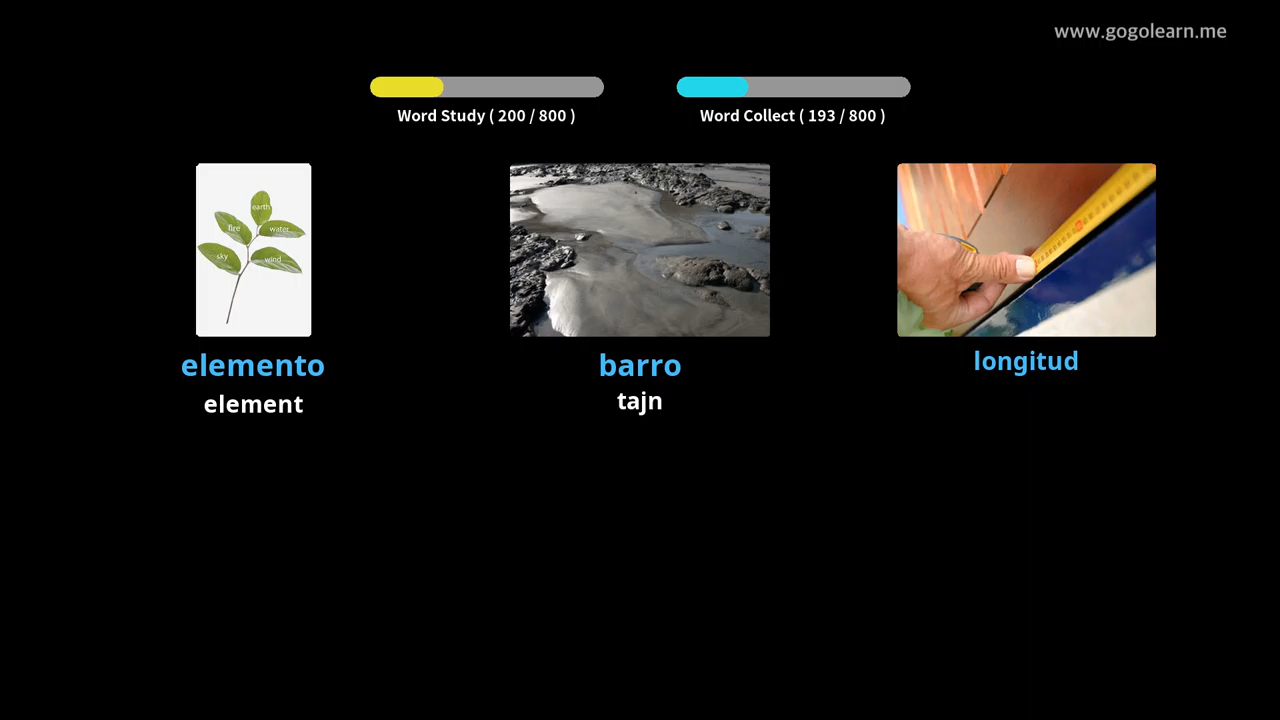 www.gogolearn.me
Word Study ( 200 / 800 )
Word Collect ( 193 / 800 )
earth
fire
water
sky
wind
elemento
element
barro
tajn
longitud